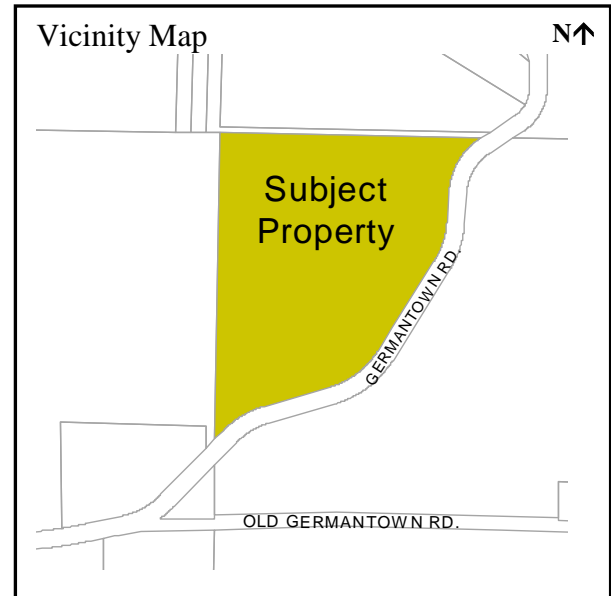 Vicinity Map
N↑
Subject
Property
GERMANTOWN RD.
OLD GERMANTOWN RD.